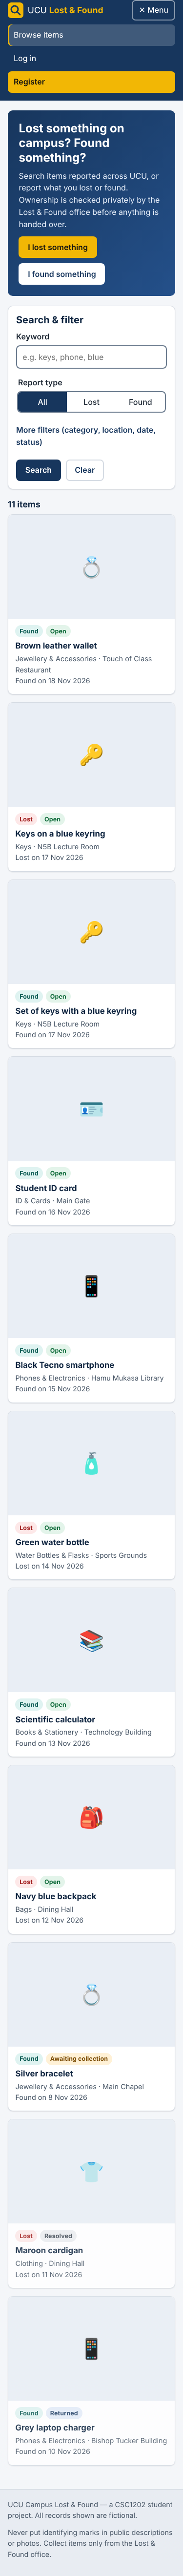 UCU Lost & Found
✕ Menu
Browse items
Log in
Register
Lost something on
campus? Found
something?
Search items reported across UCU, or
report what you lost or found.
Ownership is checked privately by the
Lost & Found office before anything is
handed over.
I lost something
I found something
Search & filter
Keyword
e.g. keys, phone, blue
Report type
All Lost Found
More filters (category, location, date,
status)
Search Clear
11 items
Found Open
Brown leather wallet
Jewellery & Accessories · Touch of Class
Restaurant
Found on 18 Nov 2026
Lost Open
Keys on a blue keyring
Keys · N5B Lecture Room
Lost on 17 Nov 2026
Found Open
Set of keys with a blue keyring
Keys · N5B Lecture Room
Found on 17 Nov 2026
Found Open
Student ID card
ID & Cards · Main Gate
Found on 16 Nov 2026
Found Open
Black Tecno smartphone
Phones & Electronics · Hamu Mukasa Library
Found on 15 Nov 2026
Lost Open
Green water bottle
Water Bottles & Flasks · Sports Grounds
Lost on 14 Nov 2026
Found Open
Scientific calculator
Books & Stationery · Technology Building
Found on 13 Nov 2026
Lost Open
Navy blue backpack
Bags · Dining Hall
Lost on 12 Nov 2026
Found Awaiting collection
Silver bracelet
Jewellery & Accessories · Main Chapel
Found on 8 Nov 2026
Lost Resolved
Maroon cardigan
Clothing · Dining Hall
Lost on 11 Nov 2026
Found Returned
Grey laptop charger
Phones & Electronics · Bishop Tucker Building
Found on 10 Nov 2026
UCU Campus Lost & Found — a CSC1202 student
project. All records shown are fictional.
Never put identifying marks in public descriptions
or photos. Collect items only from the Lost &
Found office.